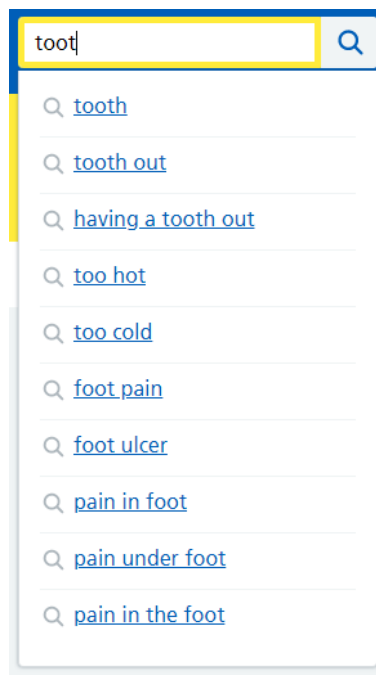 toot
tooth
tooth out
having a tooth out
too hot
too cold
foot pain
foot ulcer
pain in foot
pain under foot
pain in the foot